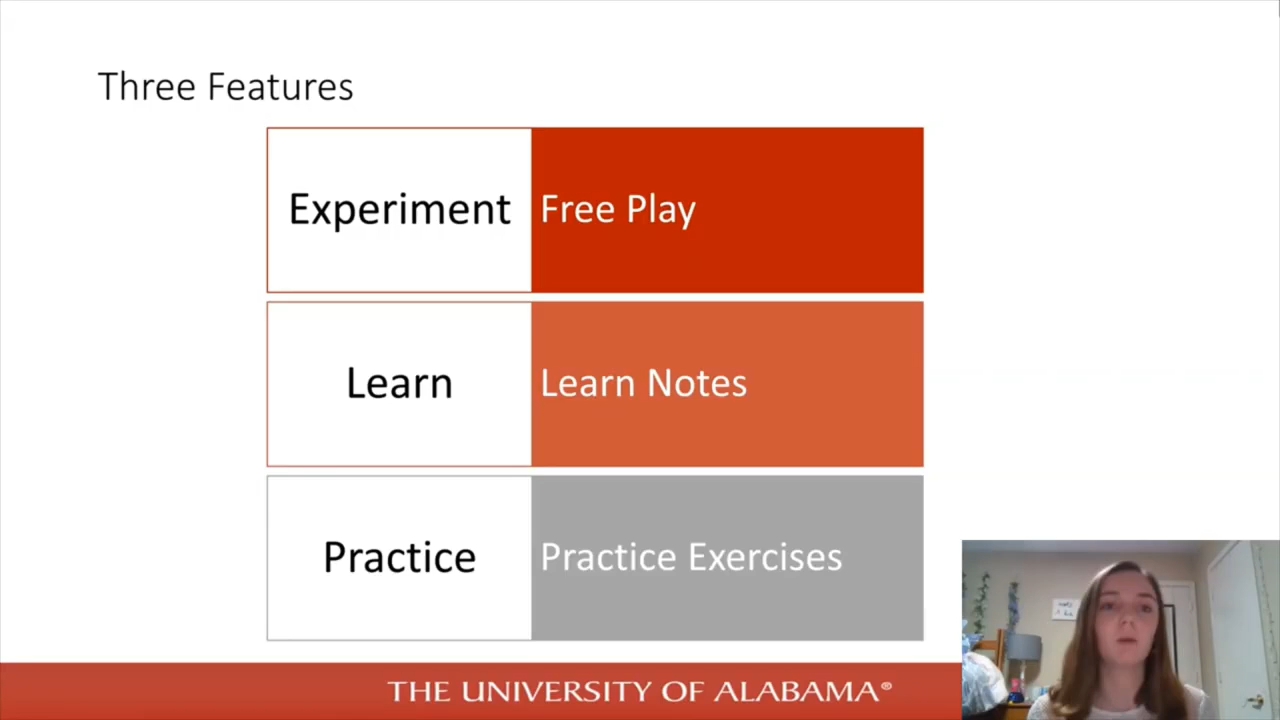 Three Features
Experiment
Free Play
Learn
Learn Notes
Practice
Practice Exercises
THE UNIVERSITY OF ALABAMA®